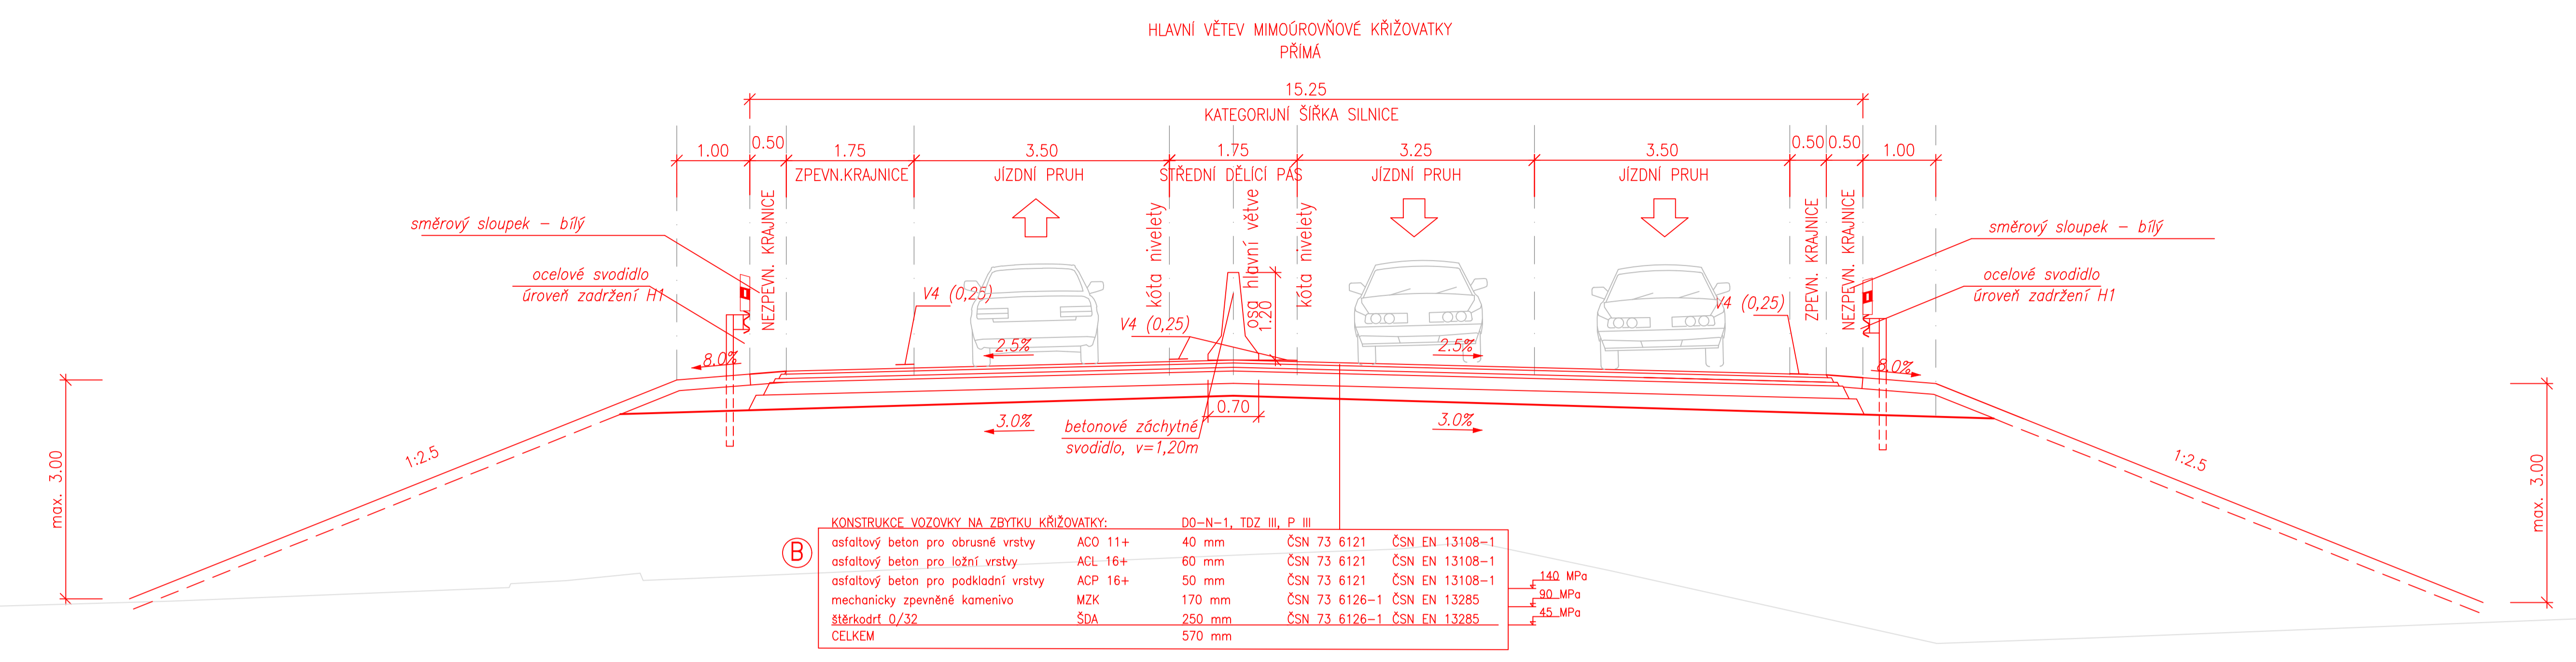 HLAVNÍ VĚTEV MIMOÚROVŇOVÉ KŘIŽOVATKY
PŘÍMÁ
15.25
KATEGORIJNÍ ŠÍŘKA SILNICE
1.00 0.50 1.75 3.50 1.75 3.25 3.50 0.50 0.50 1.00
ZPEVN.KRAJNICE JÍZDNÍ PRUH STŘEDNÍ DĚLÍCÍ PÁS JÍZDNÍ PRUH JÍZDNÍ PRUH
NEZPEVN. KRAJNICE
kóta nivelety
osa hlavní větve
kóta nivelety
ZPEVN. KRAJNICE
NEZPEVN. KRAJNICE
směrový sloupek – bílý
směrový sloupek – bílý
ocelové svodidlo
úroveň zadržení H1
ocelové svodidlo
úroveň zadržení H1
V4 (0,25)
V4 (0,25)
V4 (0,25)
1.20
8.0% 2.5% 2.5% 8.0%
0.70
3.0% 3.0%
betonové záchytné
svodidlo, v=1,20m
1:2.5
1:2.5
max. 3.00
max. 3.00
KONSTRUKCE VOZOVKY NA ZBYTKU KŘIŽOVATKY: D0–N–1, TDZ III, P III
B
asfaltový beton pro obrusné vrstvy ACO 11+ 40 mm ČSN 73 6121 ČSN EN 13108–1
asfaltový beton pro ložní vrstvy ACL 16+ 60 mm ČSN 73 6121 ČSN EN 13108–1
asfaltový beton pro podkladní vrstvy ACP 16+ 50 mm ČSN 73 6121 ČSN EN 13108–1
140 MPa
mechanicky zpevněné kamenivo MZK 170 mm ČSN 73 6126–1 ČSN EN 13285
90 MPa
štěrkodrť 0/32 ŠDA 250 mm ČSN 73 6126–1 ČSN EN 13285
45 MPa
CELKEM 570 mm